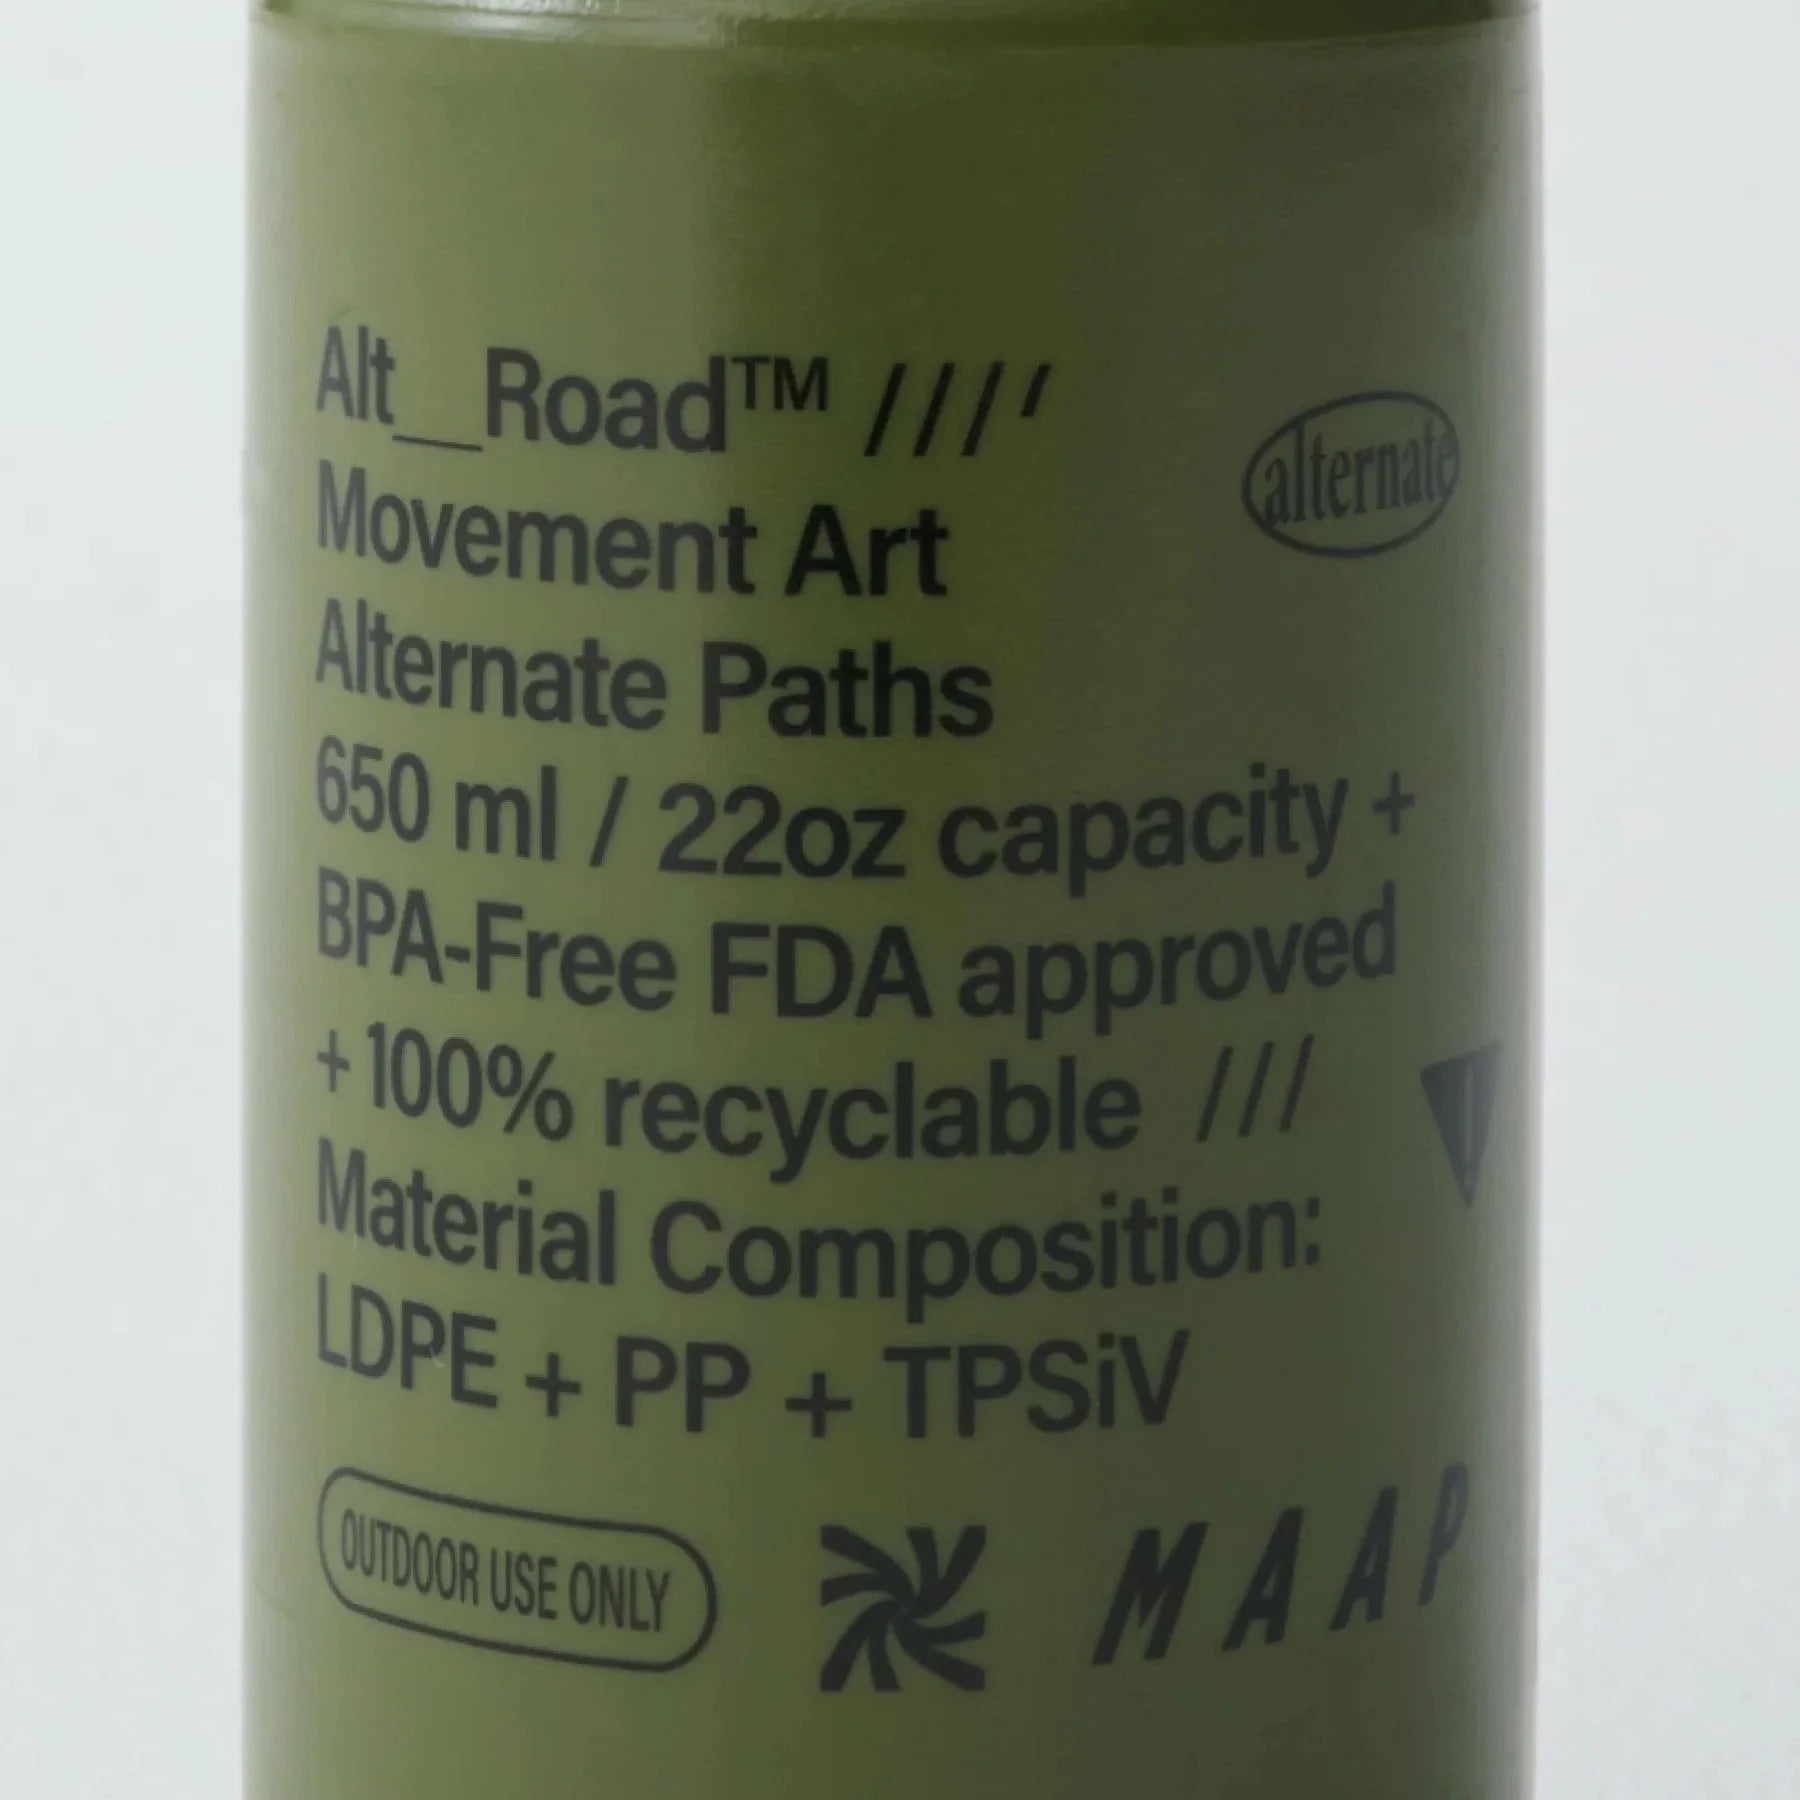 Alt__Road™ ////
Movement Art
Alternate Paths
650 ml / 22oz capacity +
BPA-Free FDA approved
+ 100% recyclable ///
Material Composition:
LDPE + PP + TPSiV
alternate
OUTDOOR USE ONLY
MAAP